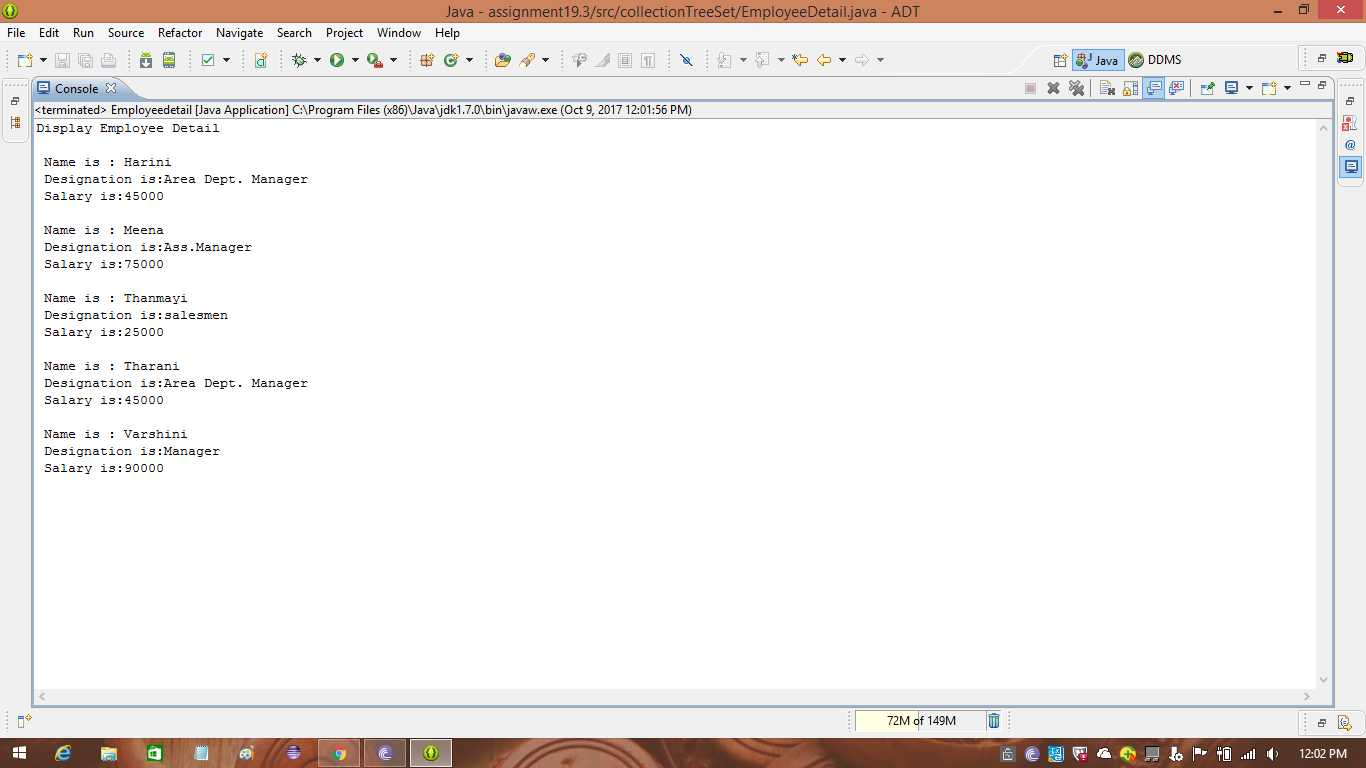 Java - assignment19.3/src/collectionTreeSet/EmployeeDetail.java - ADT
File Edit Run Source Refactor Navigate Search Project Window Help
Java DDMS
Console
<terminated> Employeedetail [Java Application] C:\Program Files (x86)\Java\jdk1.7.0\bin\javaw.exe (Oct 9, 2017 12:01:56 PM)
Display Employee Detail
Name is : Harini
Designation is:Area Dept. Manager
Salary is:45000
Name is : Meena
Designation is:Ass.Manager
Salary is:75000
Name is : Thanmayi
Designation is:salesmen
Salary is:25000
Name is : Tharani
Designation is:Area Dept. Manager
Salary is:45000
Name is : Varshini
Designation is:Manager
Salary is:90000
72M of 149M
12:02 PM